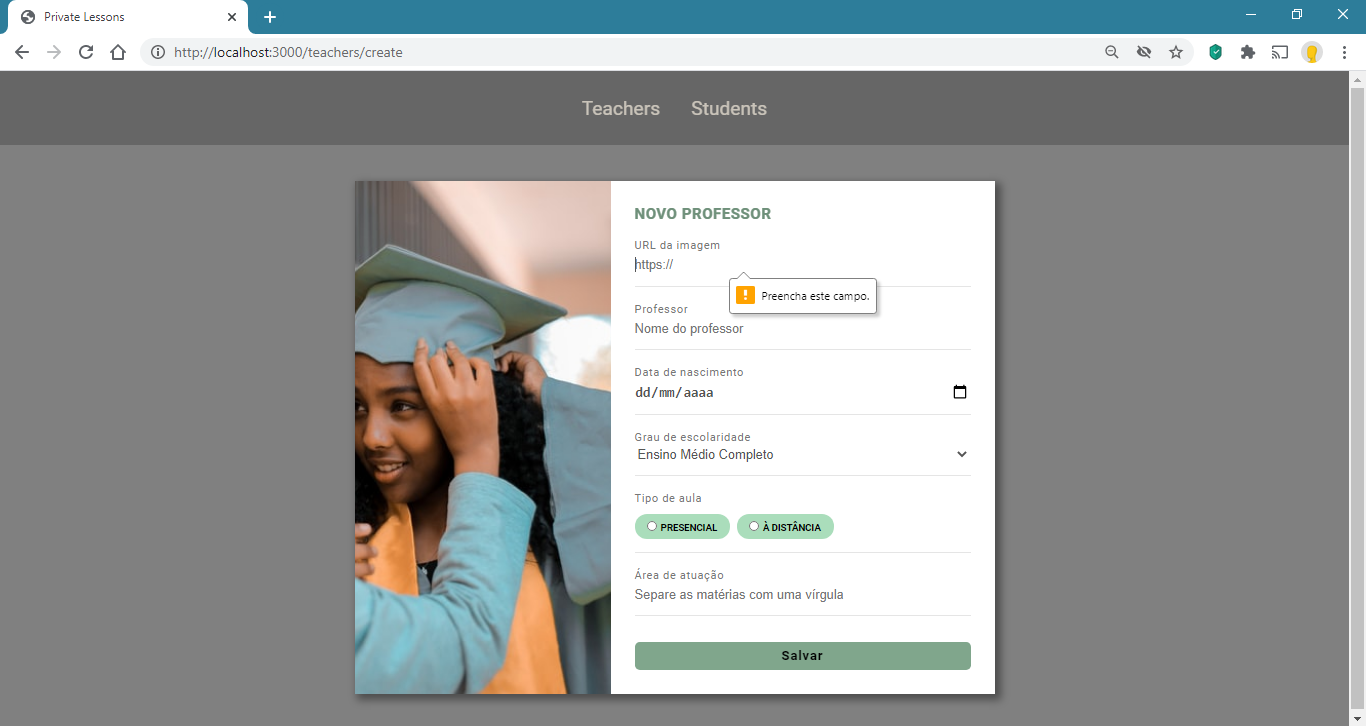 Private Lessons
http://localhost:3000/teachers/create
Teachers Students
NOVO PROFESSOR
URL da imagem
https://
Preencha este campo.
Professor
Nome do professor
Data de nascimento
dd/mm/aaaa
Grau de escolaridade
Ensino Médio Completo
Tipo de aula
PRESENCIAL À DISTÂNCIA
Área de atuação
Separe as matérias com uma vírgula
Salvar